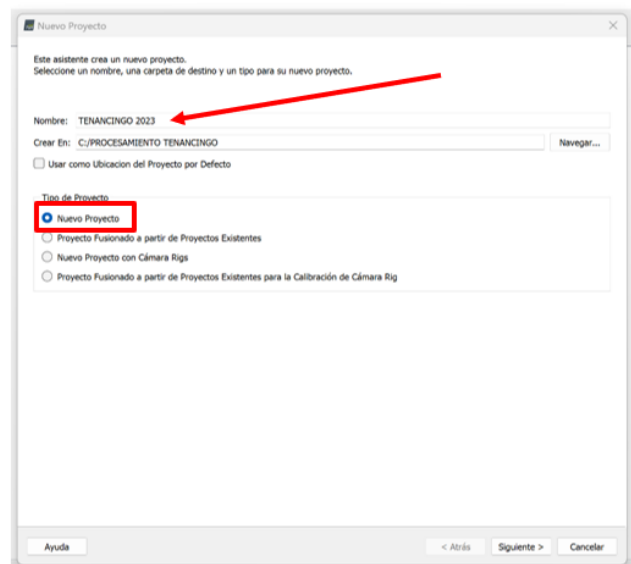 Nuevo Proyecto
Este asistente crea un nuevo proyecto.
Seleccione un nombre, una carpeta de destino y un tipo para su nuevo proyecto.
Nombre: TENANCINGO 2023
Crear En: C:/PROCESAMIENTO TENANCINGO Navegar...
Usar como Ubicacion del Proyecto por Defecto
Tipo de Proyecto
Nuevo Proyecto
Proyecto Fusionado a partir de Proyectos Existentes
Nuevo Proyecto con Cámara Rigs
Proyecto Fusionado a partir de Proyectos Existentes para la Calibración de Cámara Rig
Ayuda < Atrás Siguiente > Cancelar